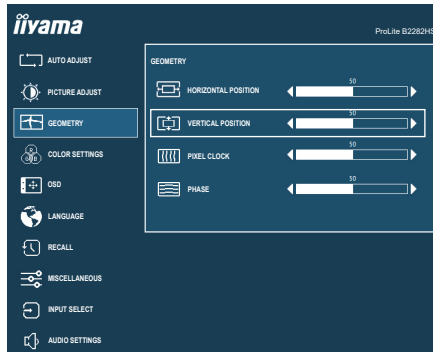 iiyama
ProLite B2282HS
AUTO ADJUST
PICTURE ADJUST
GEOMETRY
COLOR SETTINGS
OSD
LANGUAGE
RECALL
MISCELLANEOUS
INPUT SELECT
AUDIO SETTINGS
GEOMETRY
HORIZONTAL POSITION
50
VERTICAL POSITION
50
PIXEL CLOCK
50
PHASE
50